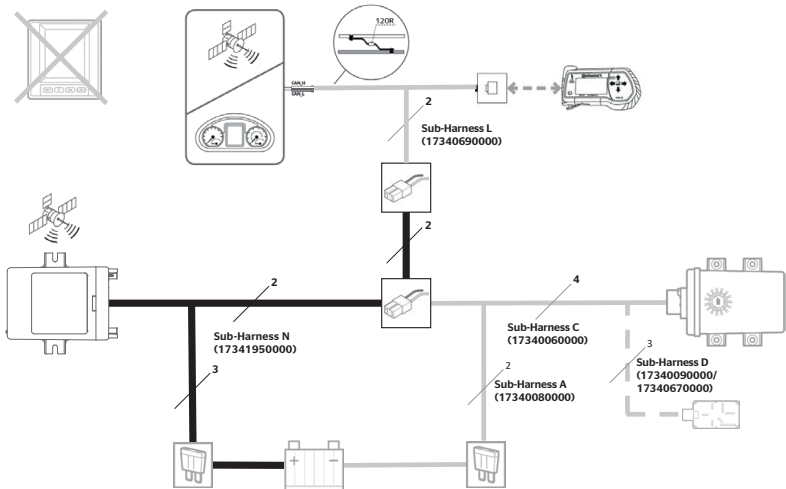 120R
CAN_H
CAN_L
2
Sub-Harness L
(17340690000)
2
2
4
Sub-Harness N
(17341950000)
Sub-Harness C
(17340060000)
3
2
Sub-Harness A
(17340080000)
3
Sub-Harness D
(17340090000/
17340670000)
+ −